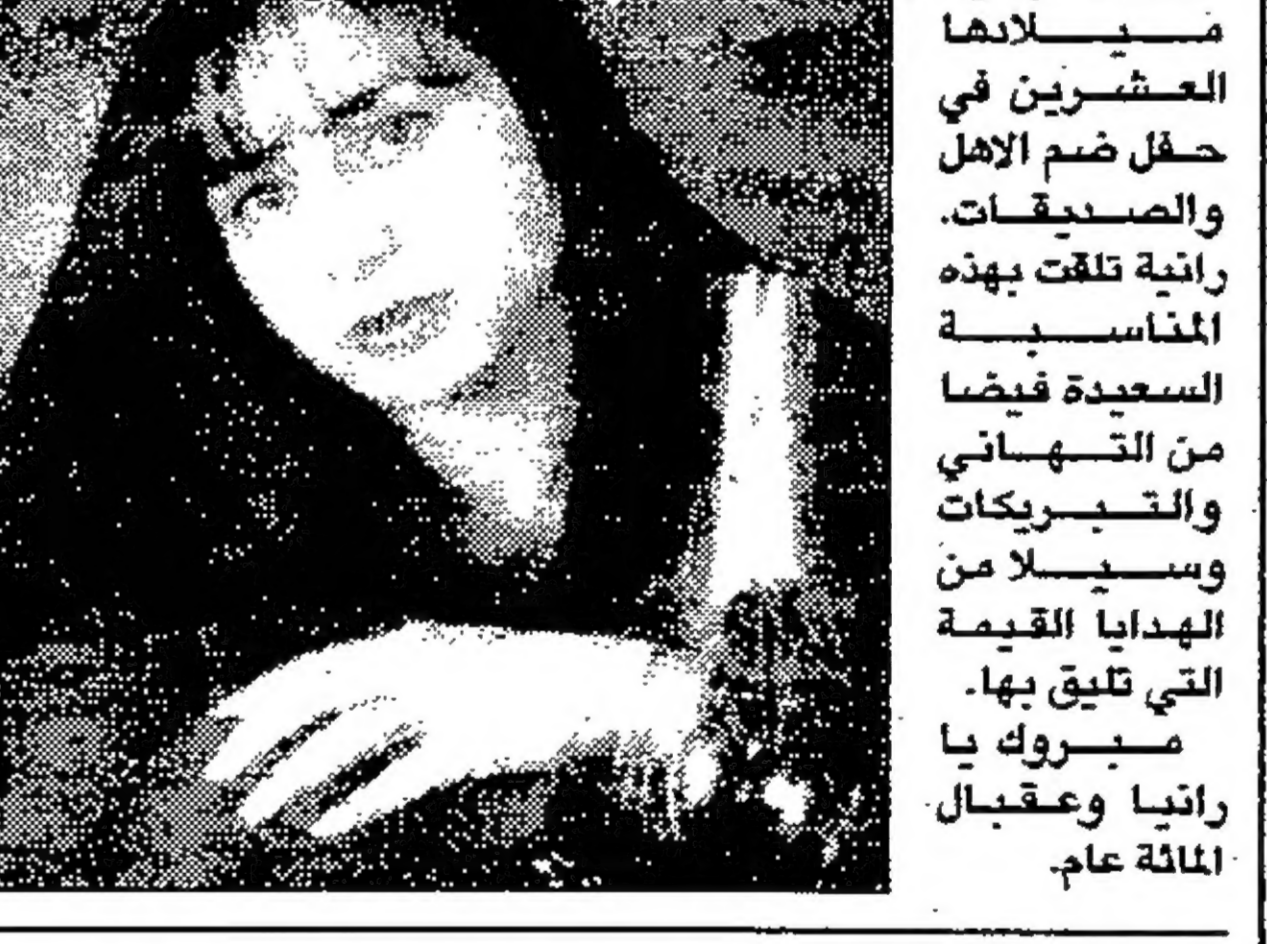 ميلادها
العشرين في
حفل ضم الاهل
والصديقات.
رانية تلقت بهذه
المناسبة
السعيدة فيضا
من التهاني
والتبريكات
وسيلا من
الهدايا القيمة
التي تليق بها.
مبروك يا
رانيا وعقبال
المائة عام.